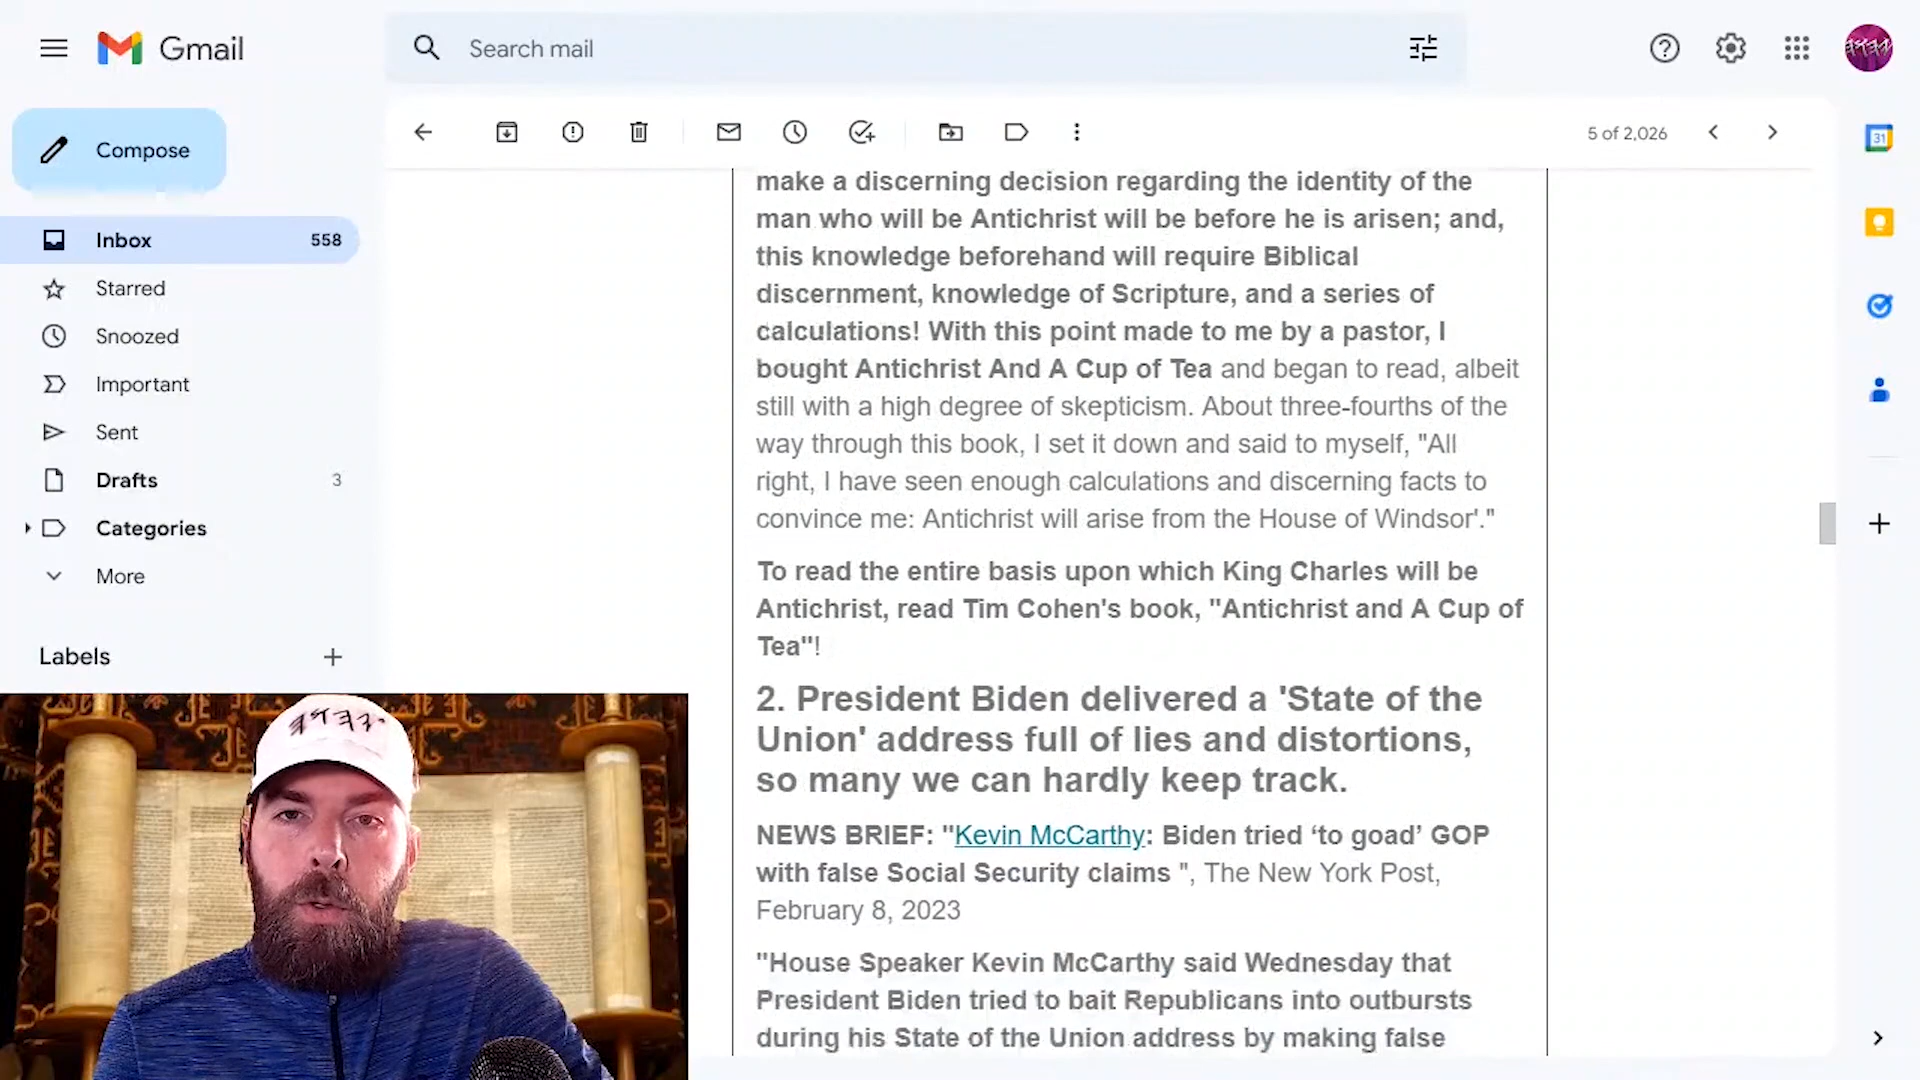 Gmail
Search mail
Compose
5 of 2,026
31
Inbox 558
Starred
Snoozed
Important
Sent
Drafts 3
Categories
More
Labels
make a discerning decision regarding the identity of the
man who will be Antichrist will be before he is arisen; and,
this knowledge beforehand will require Biblical
discernment, knowledge of Scripture, and a series of
calculations! With this point made to me by a pastor, I
bought Antichrist And A Cup of Tea and began to read, albeit
still with a high degree of skepticism. About three-fourths of the
way through this book, I set it down and said to myself, "All
right, I have seen enough calculations and discerning facts to
convince me: Antichrist will arise from the House of Windsor'."
To read the entire basis upon which King Charles will be
Antichrist, read Tim Cohen's book, "Antichrist and A Cup of
Tea"!
2. President Biden delivered a 'State of the
Union' address full of lies and distortions,
so many we can hardly keep track.
NEWS BRIEF: "Kevin McCarthy: Biden tried ‘to goad’ GOP
with false Social Security claims ", The New York Post,
February 8, 2023
"House Speaker Kevin McCarthy said Wednesday that
President Biden tried to bait Republicans into outbursts
during his State of the Union address by making false